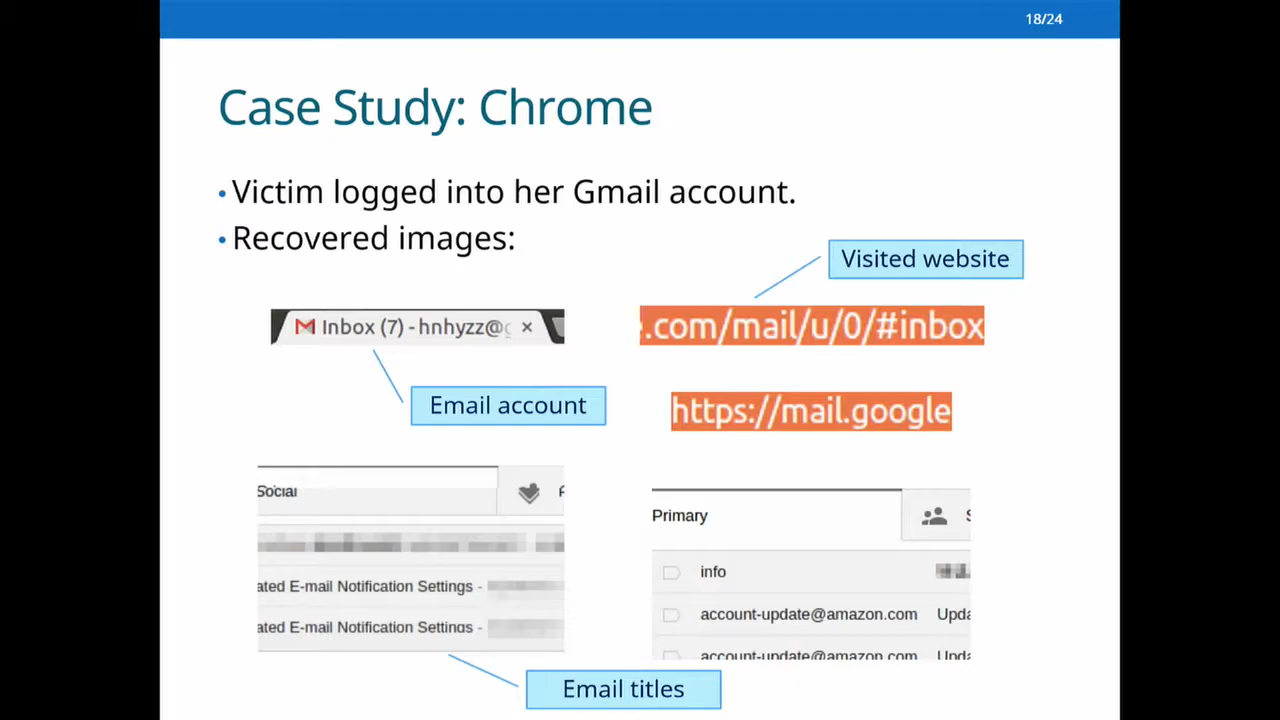 18/24
Case Study: Chrome
• Victim logged into her Gmail account.
• Recovered images:
Visited website
Inbox (7) - hnhyzz@g
.com/mail/u/0/#inbox
Email account
https://mail.google
Social
Primary
info
ated E-mail Notification Settings -
account-update@amazon.com Upda
ated E-mail Notification Settings -
account-update@amazon.com Upda
Email titles